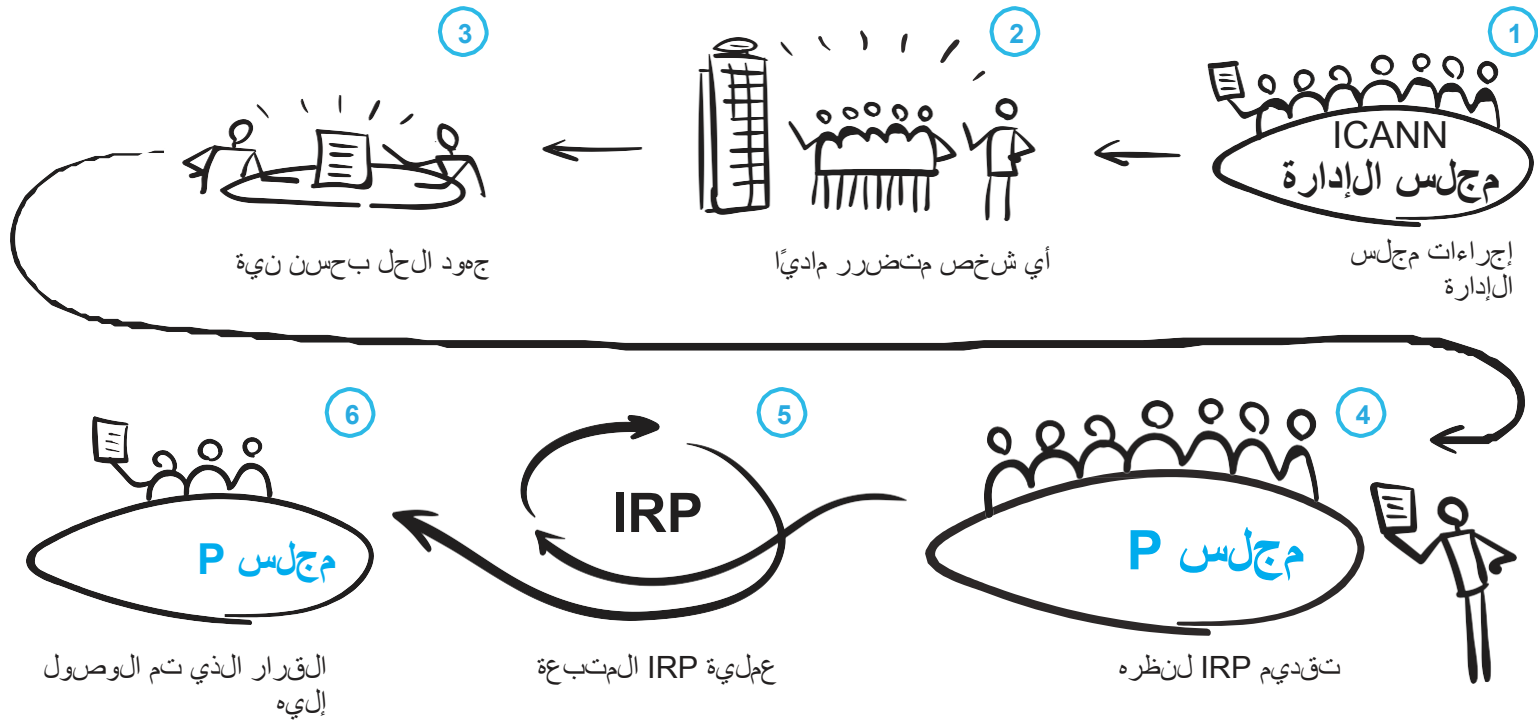 1
ICANN
مجلس الإدارة
إجراءات مجلس
الإدارة
2
أي شخص متضرر ماديًا
3
جهود الحل بحسن نية
4
مجلس P
تقديم IRP لنظره
5
IRP
عملية IRP المتبعة
6
مجلس P
القرار الذي تم الوصول
إليه